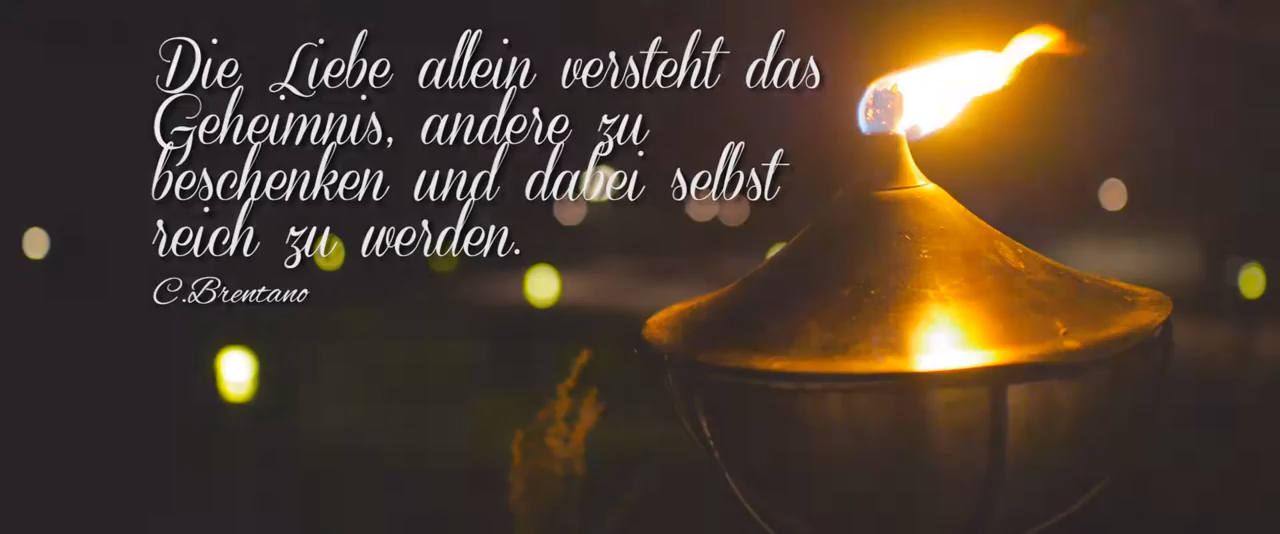 Die Liebe allein versteht das
Geheimnis, andere zu
beschenken und dabei selbst
reich zu werden.
C.Brentano